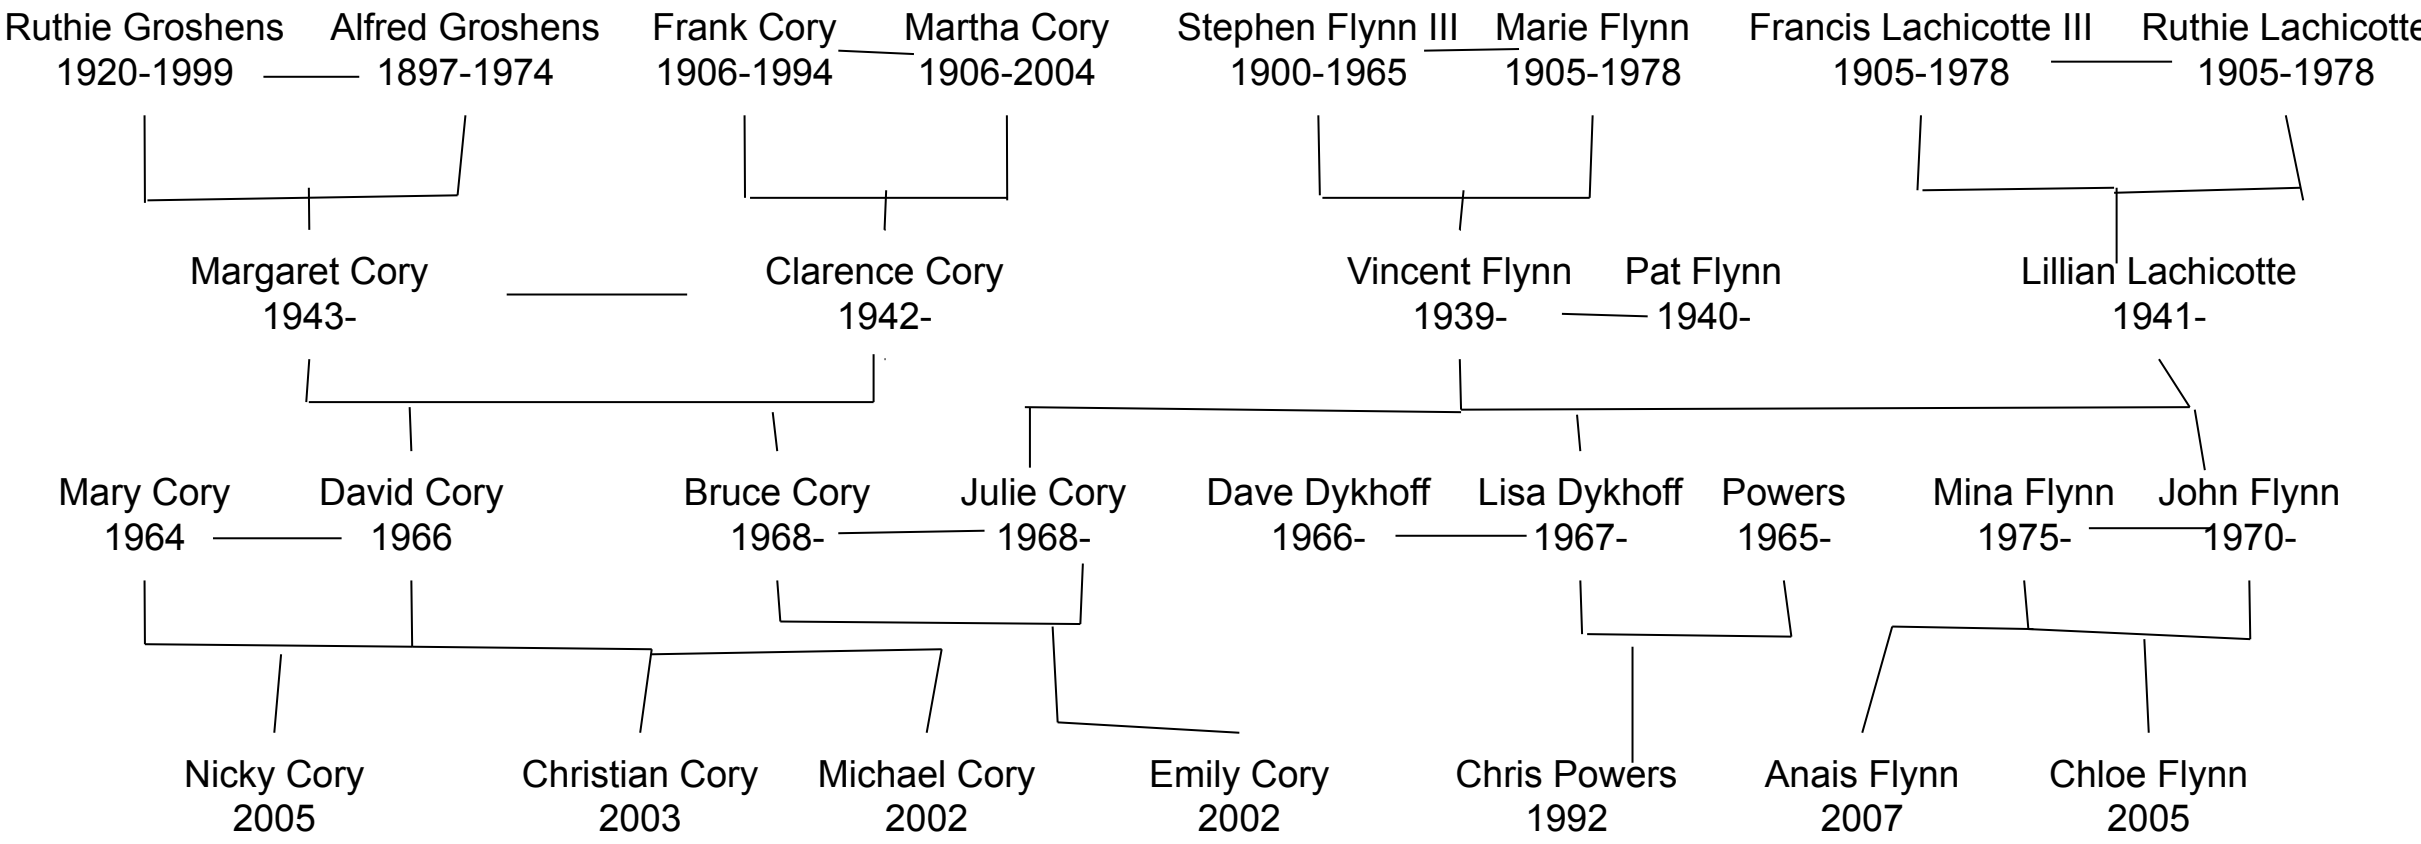 Ruthie Groshens
1920-1999
Alfred Groshens
1897-1974
Frank Cory
1906-1994
Martha Cory
1906-2004
Stephen Flynn III
1900-1965
Marie Flynn
1905-1978
Francis Lachicotte III
1905-1978
Ruthie Lachicotte
1905-1978
Margaret Cory
1943-
Clarence Cory
1942-
Vincent Flynn
1939-
Pat Flynn
1940-
Lillian Lachicotte
1941-
Mary Cory
1964
David Cory
1966
Bruce Cory
1968-
Julie Cory
1968-
Dave Dykhoff
1966-
Lisa Dykhoff
1967-
Powers
1965-
Mina Flynn
1975-
John Flynn
1970-
Nicky Cory
2005
Christian Cory
2003
Michael Cory
2002
Emily Cory
2002
Chris Powers
1992
Anais Flynn
2007
Chloe Flynn
2005